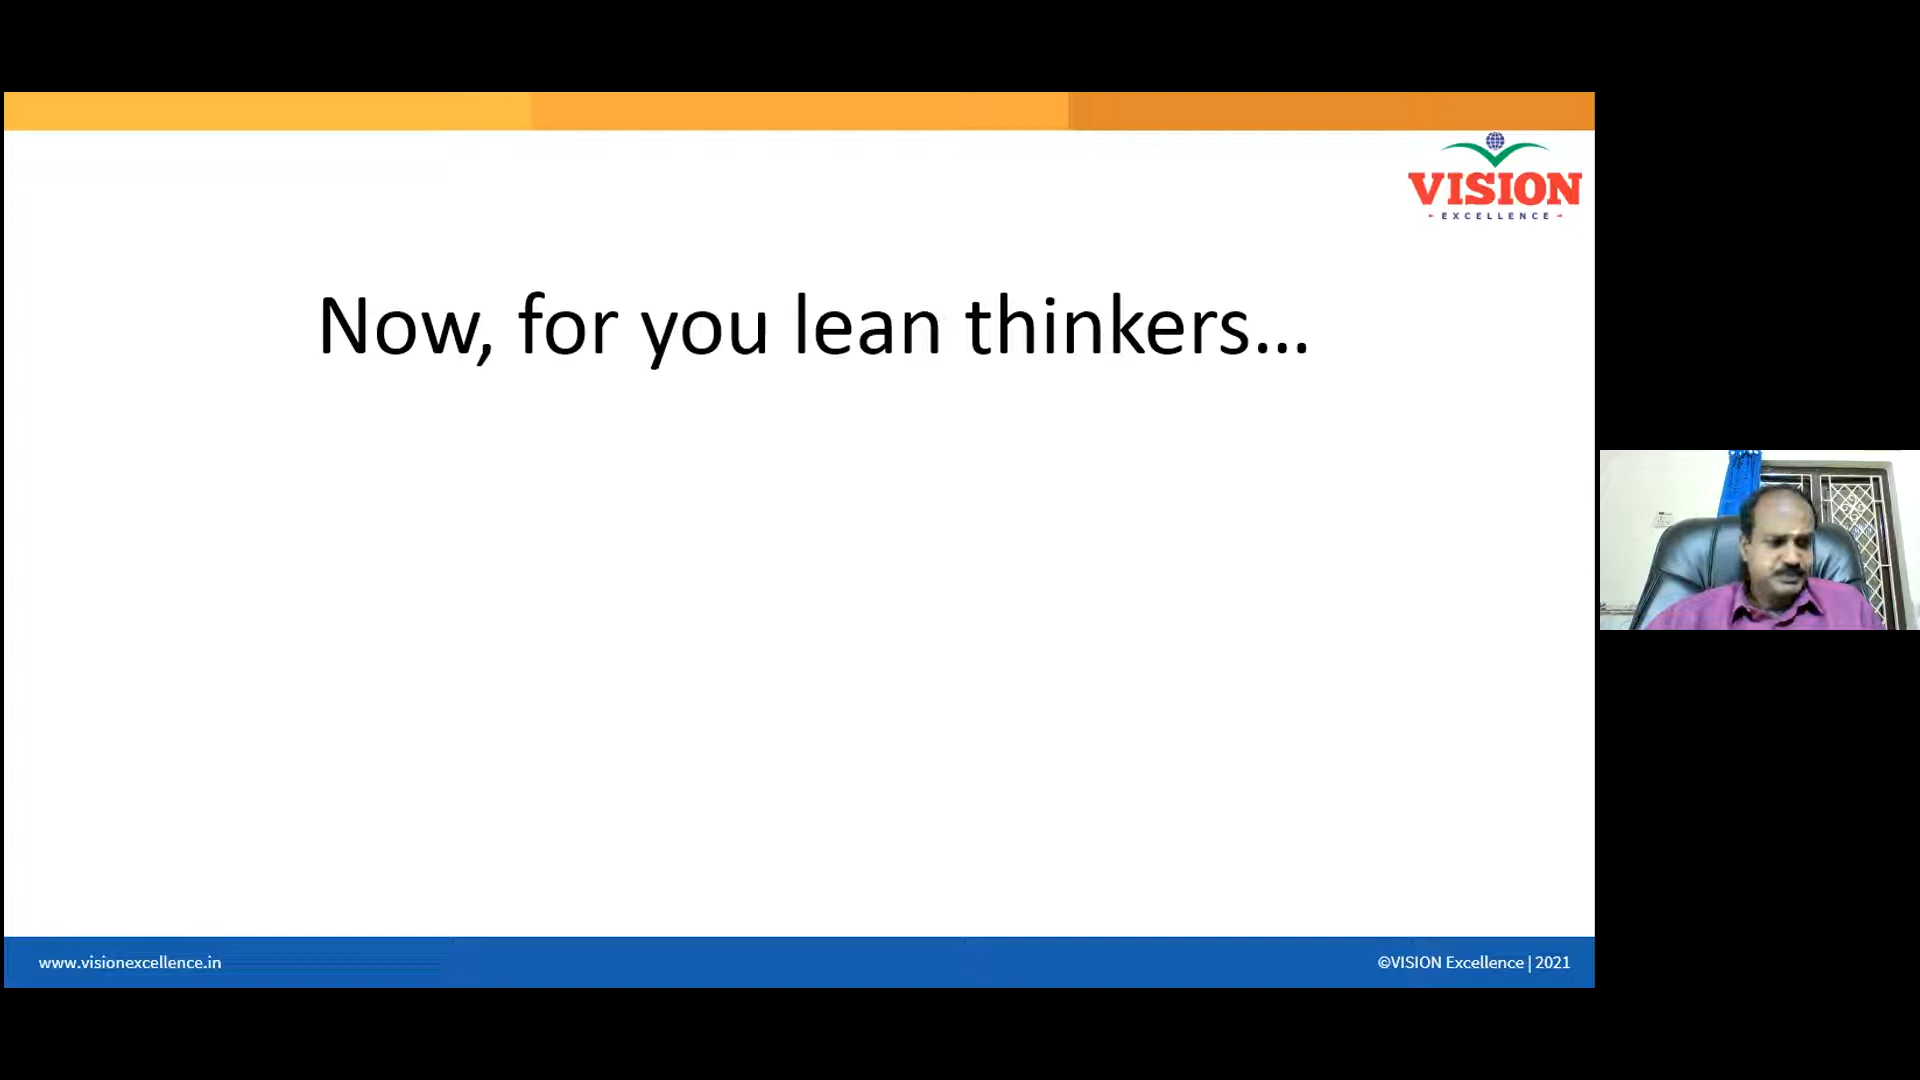 VISION
EXCELLENCE
Now, for you lean thinkers...
www.visionexcellence.in
©VISION Excellence | 2021